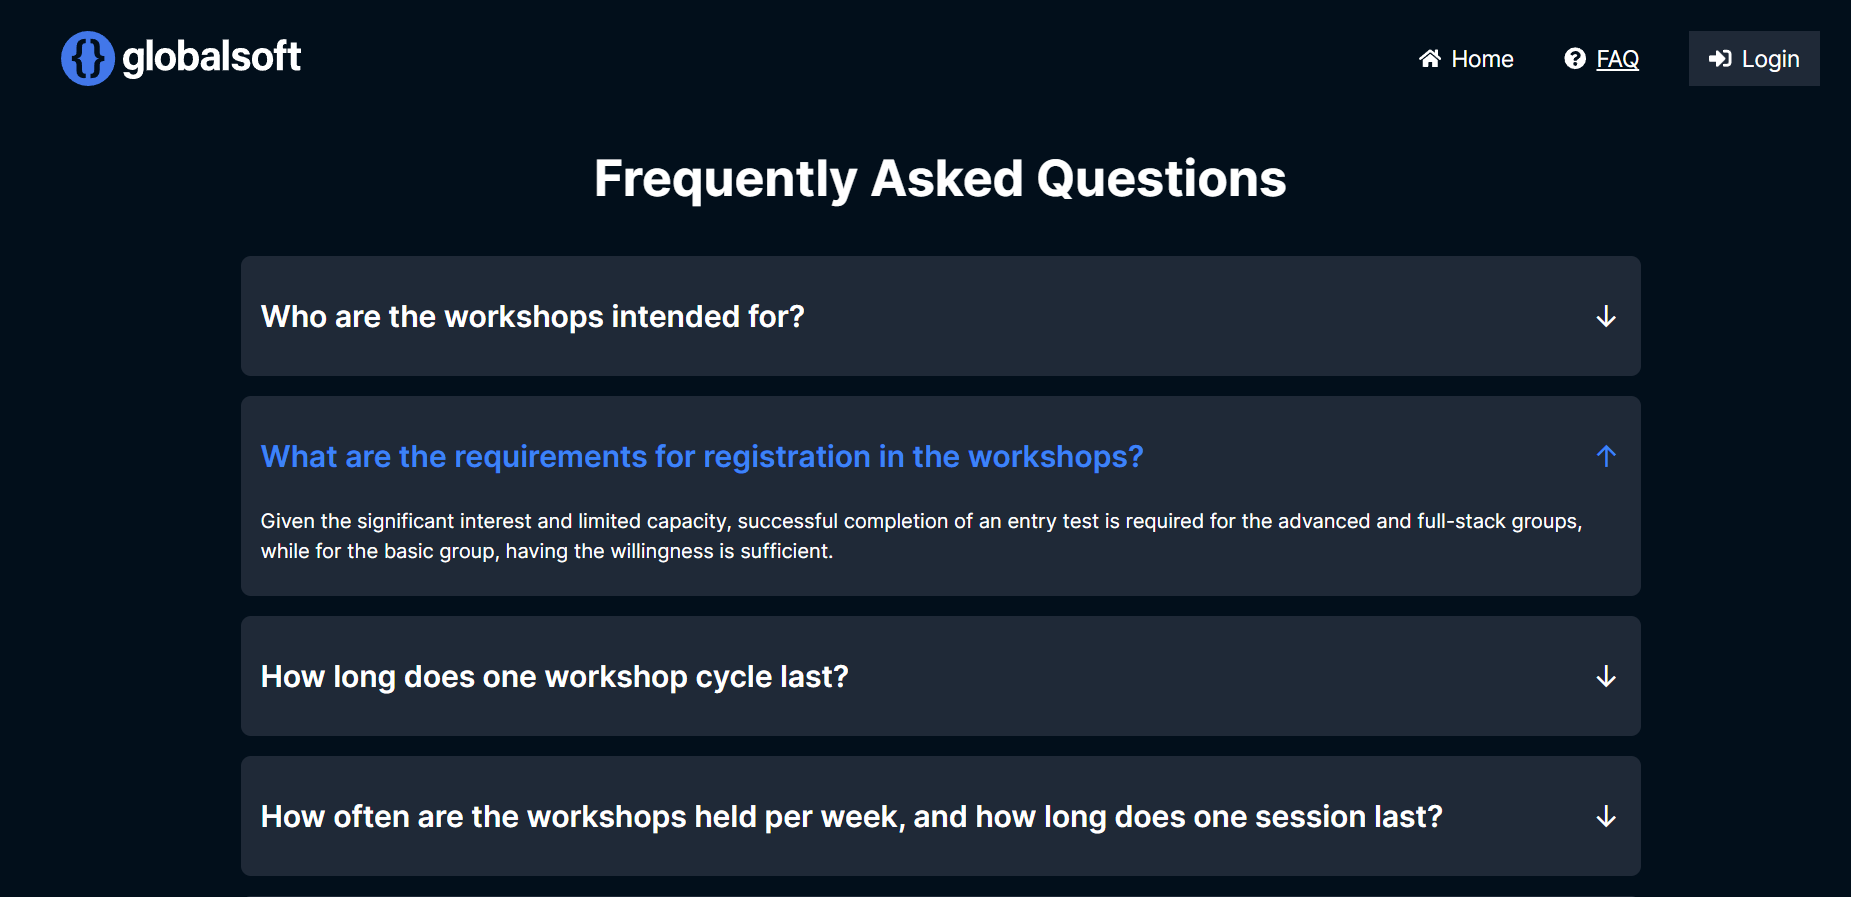 {} globalsoft
Home
FAQ
Login
Frequently Asked Questions
Who are the workshops intended for?
What are the requirements for registration in the workshops?
Given the significant interest and limited capacity, successful completion of an entry test is required for the advanced and full-stack groups,
while for the basic group, having the willingness is sufficient.
How long does one workshop cycle last?
How often are the workshops held per week, and how long does one session last?